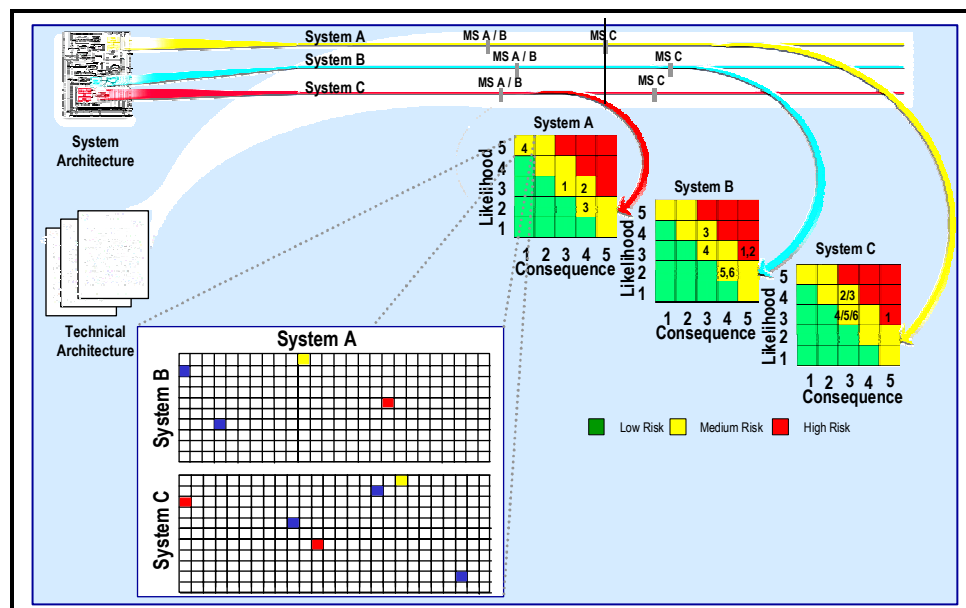 System A
MS A / B
MS C
System B
MS A / B
MS C
System C
MS A / B
MS C
System
Architecture
Technical
Architecture
System A
Likelihood
5
4
3
2
1
4
1
2
3
1 2 3 4 5
Consequence
System B
Likelihood
5
4
3
2
1
3
4
1,2
5,6
1 2 3 4 5
Consequence
System C
Likelihood
5
4
3
2
1
2/3
4/5/6
1
1 2 3 4 5
Consequence
Low Risk
Medium Risk
High Risk
System A
System B
System C